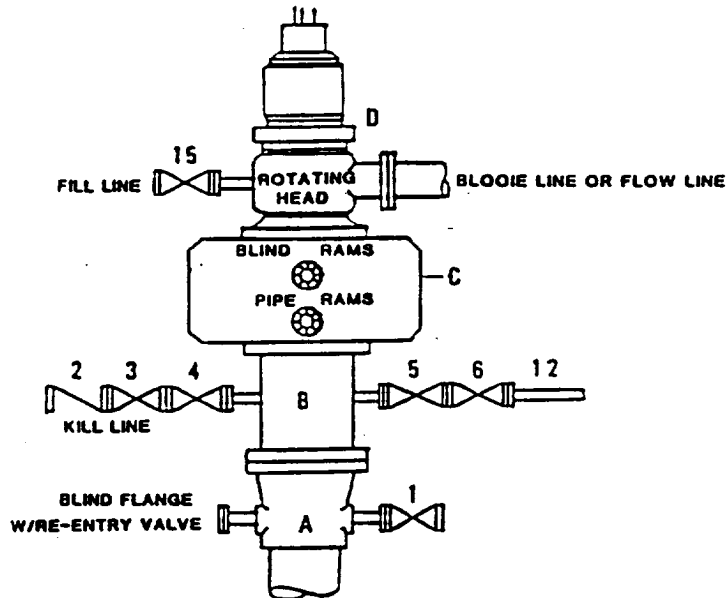 D
15
FILL LINE
ROTATING
HEAD
BLOOIE LINE OR FLOW LINE
BLIND RAMS
C
PIPE RAMS
2 3 4
5 6 12
B
KILL LINE
BLIND FLANGE
W/RE-ENTRY VALVE
1
A